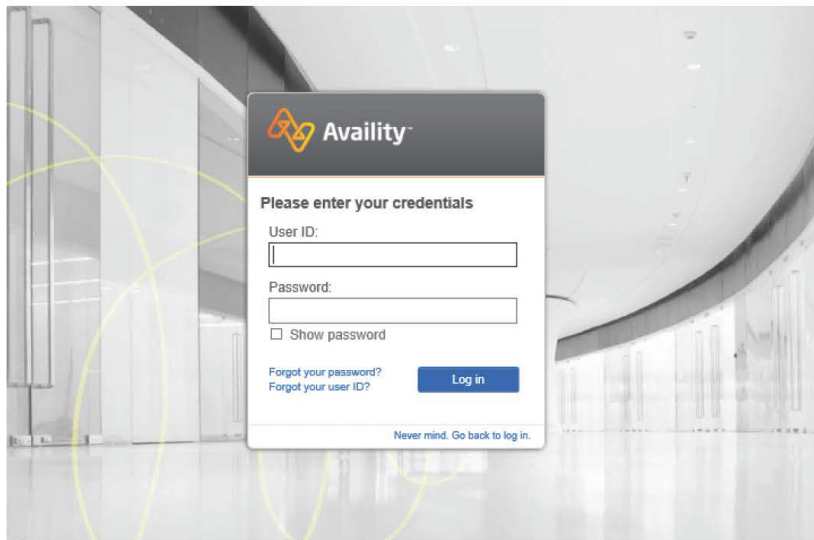 Availity™
Please enter your credentials
User ID:
Password:
Show password
Forgot your password?
Forgot your user ID?
Log in
Never mind. Go back to log in.